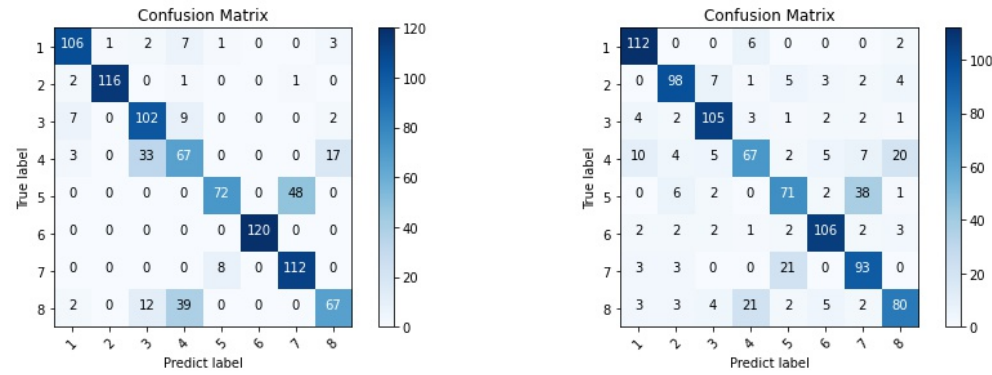 Confusion Matrix
1 106 1 2 7 1 0 0 3
2 2 116 0 1 0 0 1 0
3 7 0 102 9 0 0 0 2
4 3 0 33 67 0 0 0 17
5 0 0 0 0 72 0 48 0
6 0 0 0 0 0 120 0 0
7 0 0 0 0 8 0 112 0
8 2 0 12 39 0 0 0 67
1 2 3 4 5 6 7 8
Predict label
True label
120
100
80
60
40
20
0
Confusion Matrix
1 112 0 0 6 0 0 0 2
2 0 98 7 1 5 3 2 4
3 4 2 105 3 1 2 2 1
4 10 4 5 67 2 5 7 20
5 0 6 2 0 71 2 38 1
6 2 2 2 1 2 106 2 3
7 3 3 0 0 21 0 93 0
8 3 3 4 21 2 5 2 80
1 2 3 4 5 6 7 8
Predict label
True label
100
80
60
40
20
0